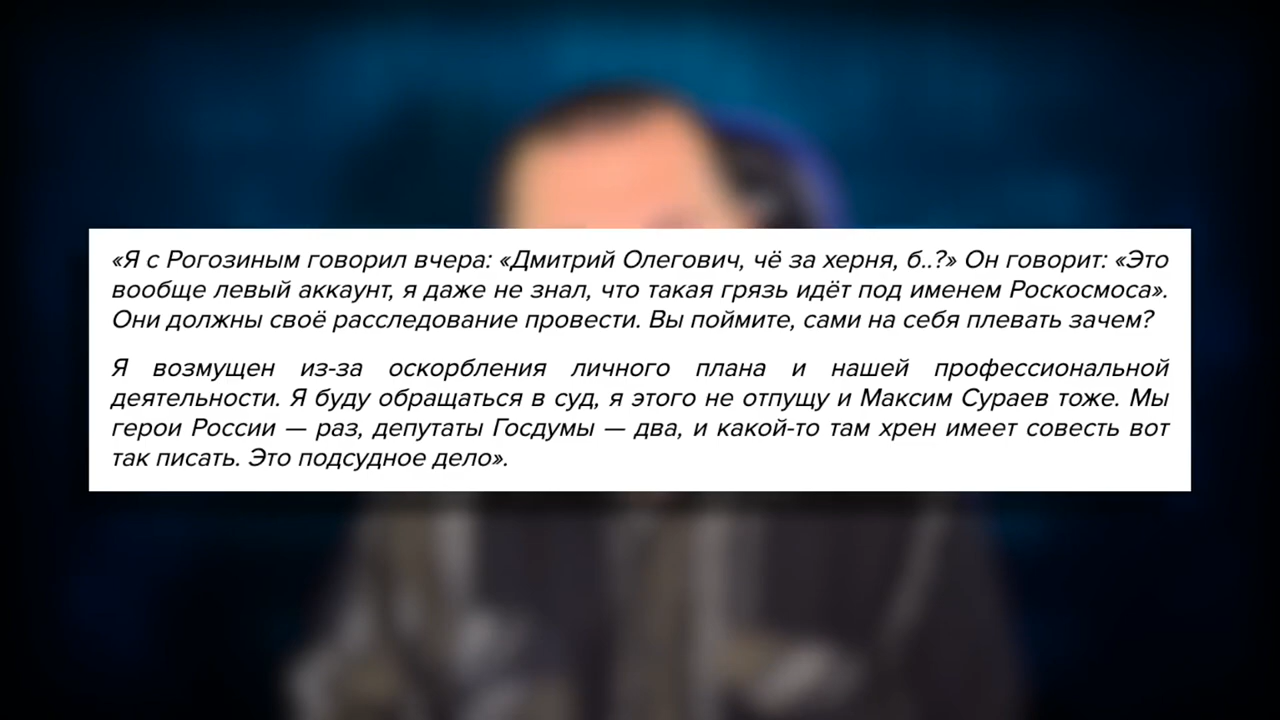 «Я с Рогозиным говорил вчера: «Дмитрий Олегович, чё за херня, б..?» Он говорит: «Это
вообще левый аккаунт, я даже не знал, что такая грязь идёт под именем Роскосмоса».
Они должны своё расследование провести. Вы поймите, сами на себя плевать зачем?
Я возмущен из-за оскорбления личного плана и нашей профессиональной
деятельности. Я буду обращаться в суд, я этого не отпущу и Максим Сураев тоже. Мы
герои России — раз, депутаты Госдумы — два, и какой-то там хрен имеет совесть вот
так писать. Это подсудное дело».